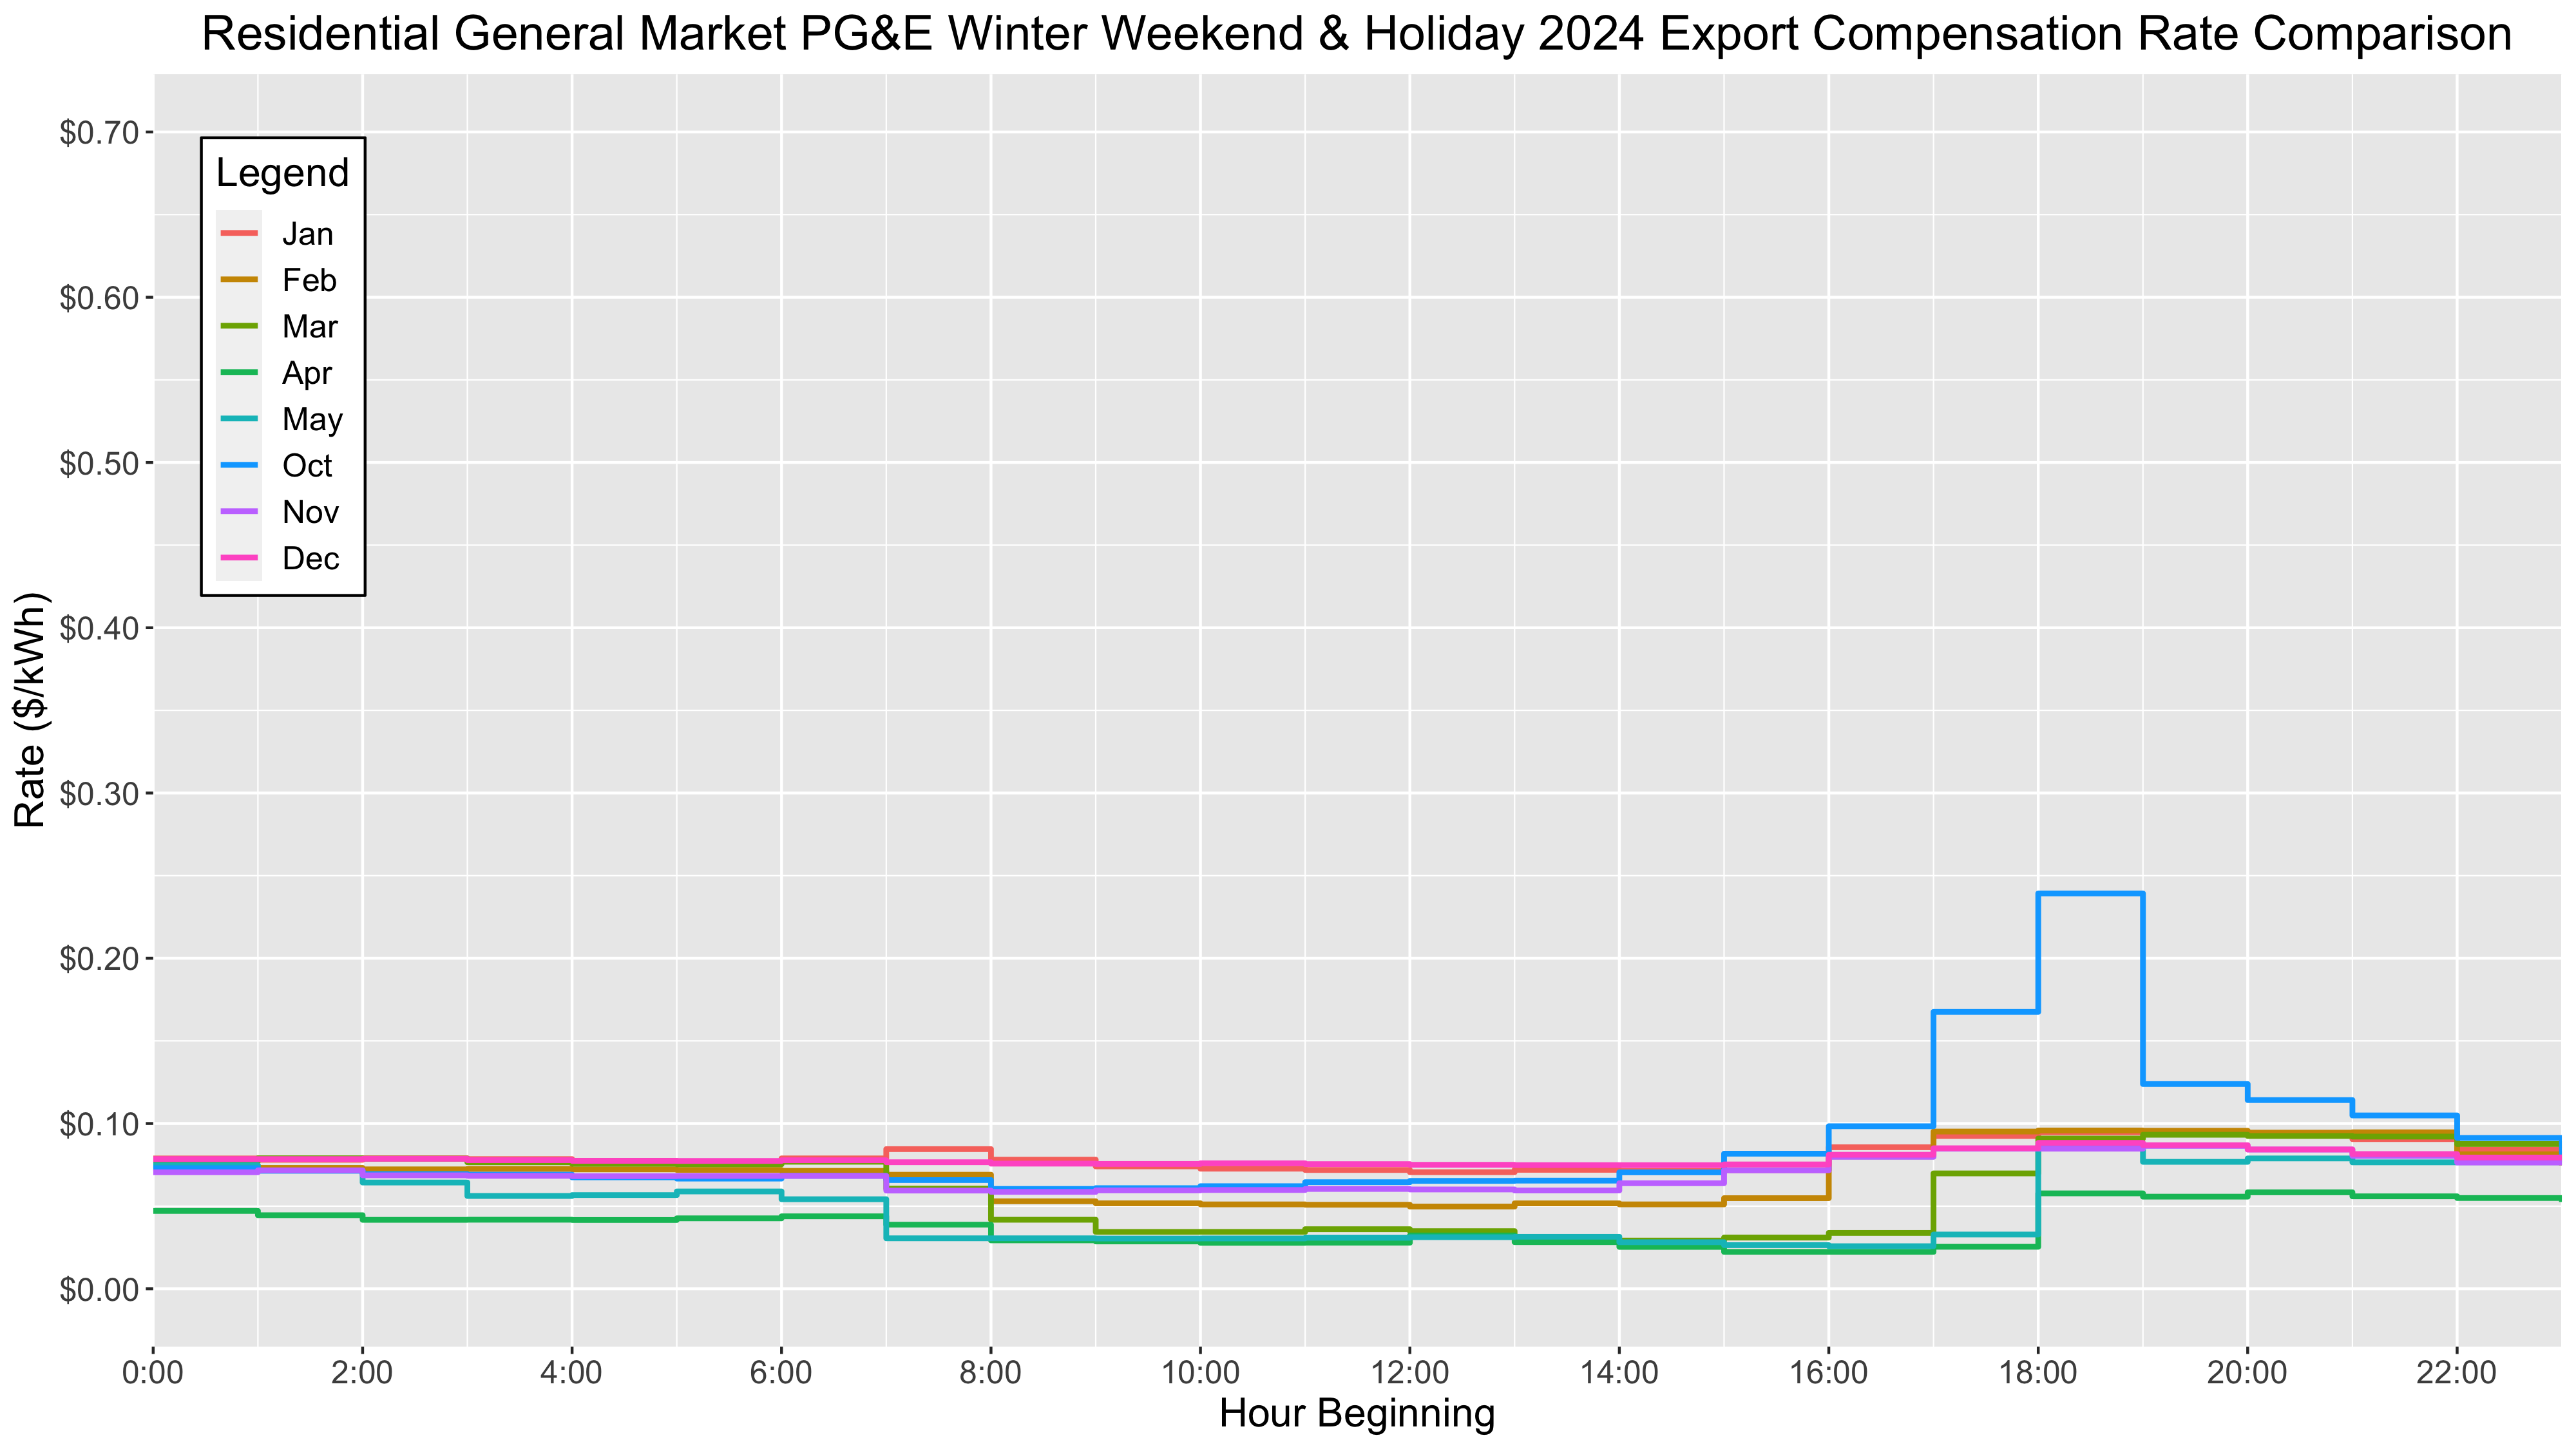 Residential General Market PG&E Winter Weekend & Holiday 2024 Export Compensation Rate Comparison
$0.70
$0.60
$0.50
$0.40
$0.30
$0.20
$0.10
$0.00
Rate ($/kWh)
Legend
Jan
Feb
Mar
Apr
May
Oct
Nov
Dec
0:00 2:00 4:00 6:00 8:00 10:00 12:00 14:00 16:00 18:00 20:00 22:00
Hour Beginning